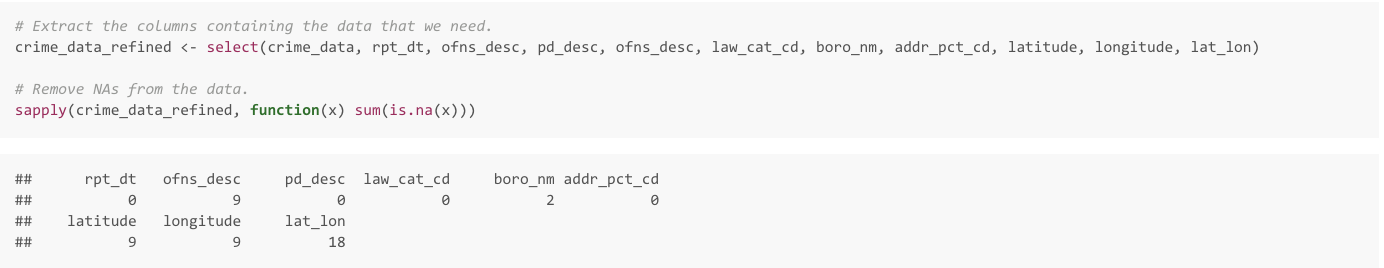 # Extract the columns containing the data that we need.
crime_data_refined <- select(crime_data, rpt_dt, ofns_desc, pd_desc, ofns_desc, law_cat_cd, boro_nm, addr_pct_cd, latitude, longitude, lat_lon)
# Remove NAs from the data.
sapply(crime_data_refined, function(x) sum(is.na(x)))
##      rpt_dt   ofns_desc     pd_desc  law_cat_cd     boro_nm addr_pct_cd
##           0           9           0           0           2           0
##    latitude   longitude     lat_lon
##           9           9          18